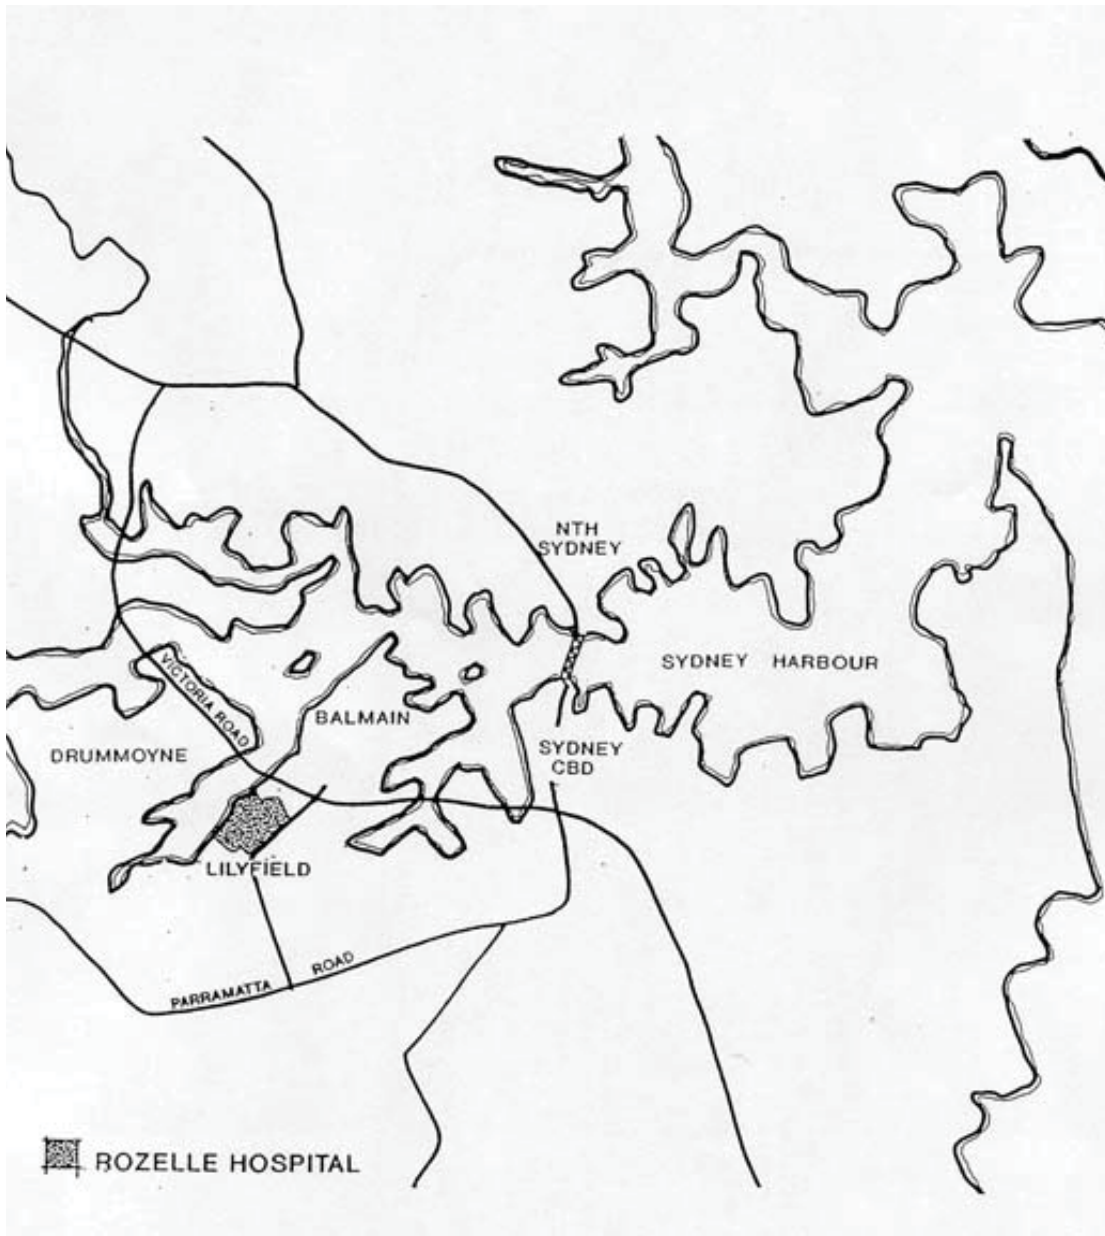 NTH
SYDNEY
SYDNEY HARBOUR
VICTORIA ROAD
BALMAIN
DRUMMOYNE
SYDNEY
CBD
LILYFIELD
PARRAMATTA ROAD
ROZELLE HOSPITAL